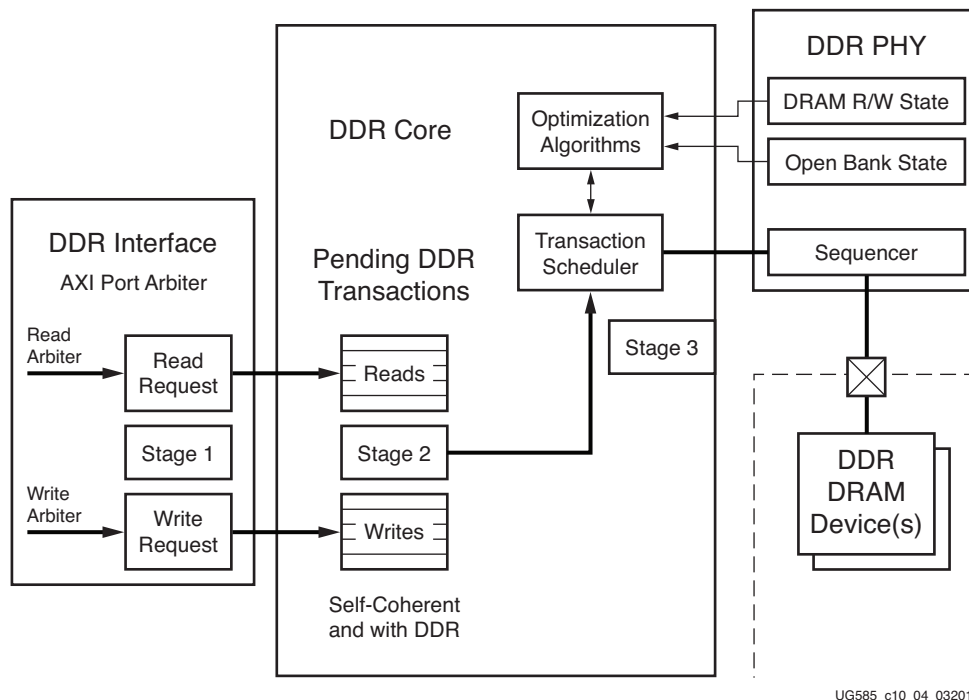 DDR PHY
DRAM R/W State
Open Bank State
Sequencer
DDR Core
Optimization
Algorithms
Transaction
Scheduler
Stage 3
DDR Interface
AXI Port Arbiter
Pending DDR
Transactions
Read
Arbiter
Read
Request
Reads
Stage 1
Stage 2
Write
Arbiter
Write
Request
Writes
Self-Coherent
and with DDR
DDR
DRAM
Device(s)
UG585_c10_04_03201